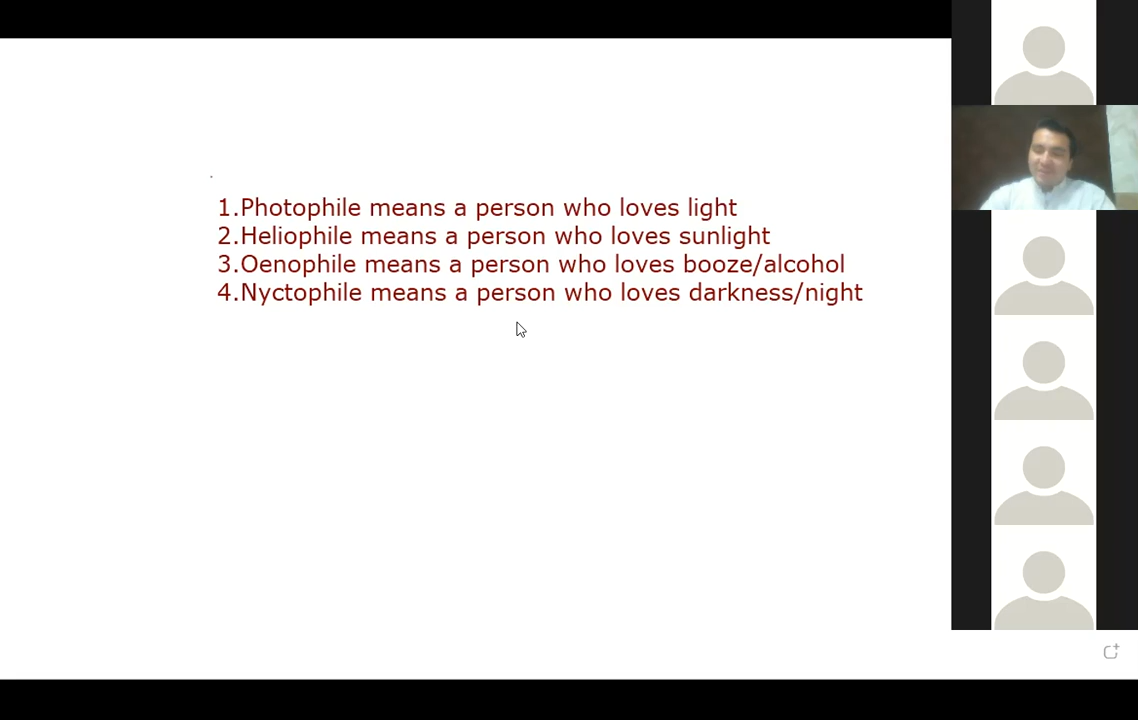 1.Photophile means a person who loves light
2.Heliophile means a person who loves sunlight
3.Oenophile means a person who loves booze/alcohol
4.Nyctophile means a person who loves darkness/night